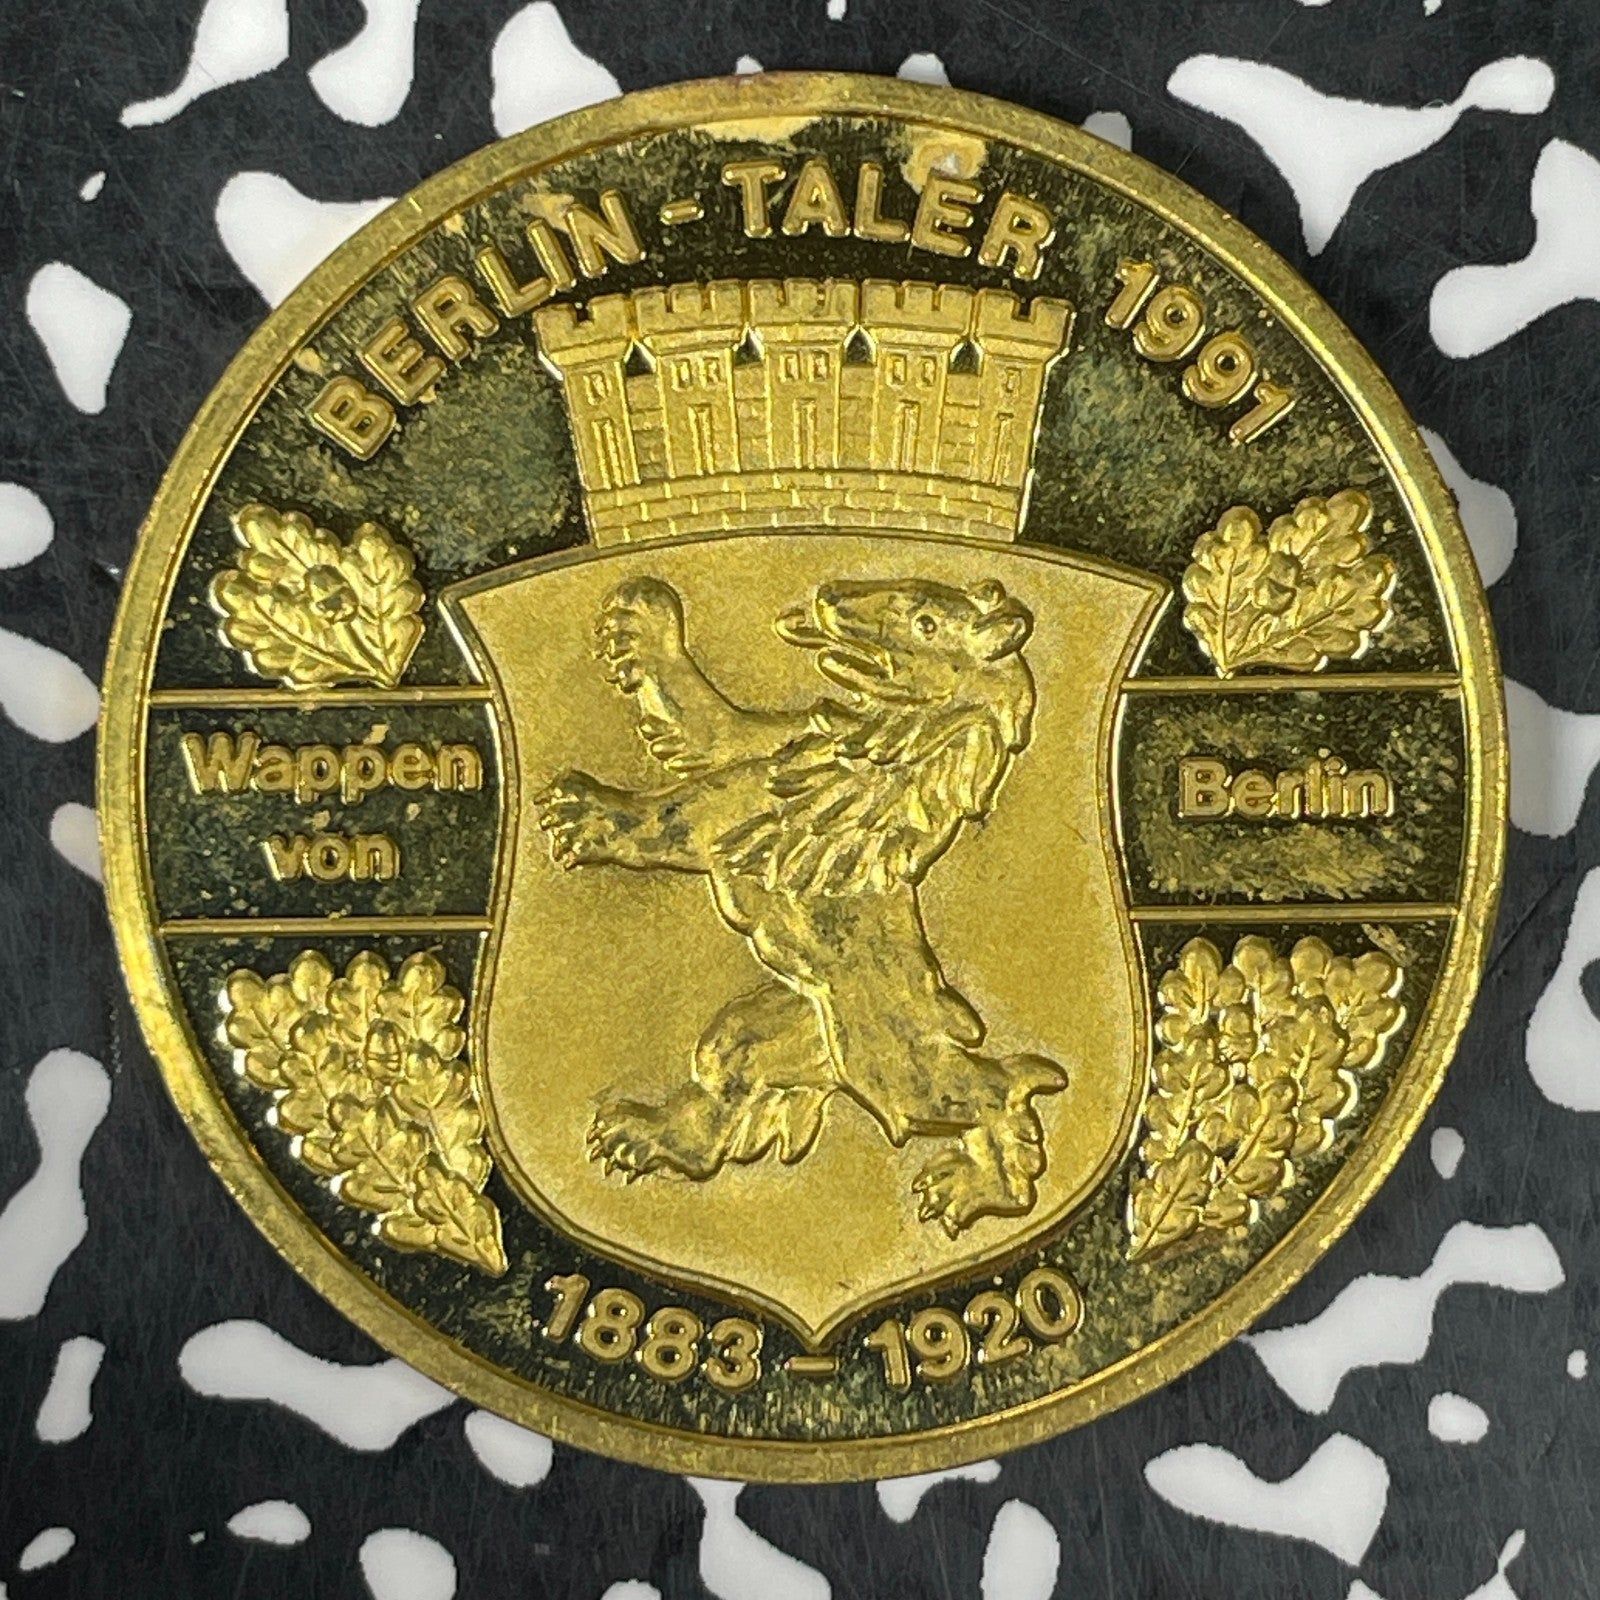 BERLIN - TALER 1991
Wappen
von
Berlin
1883 - 1920